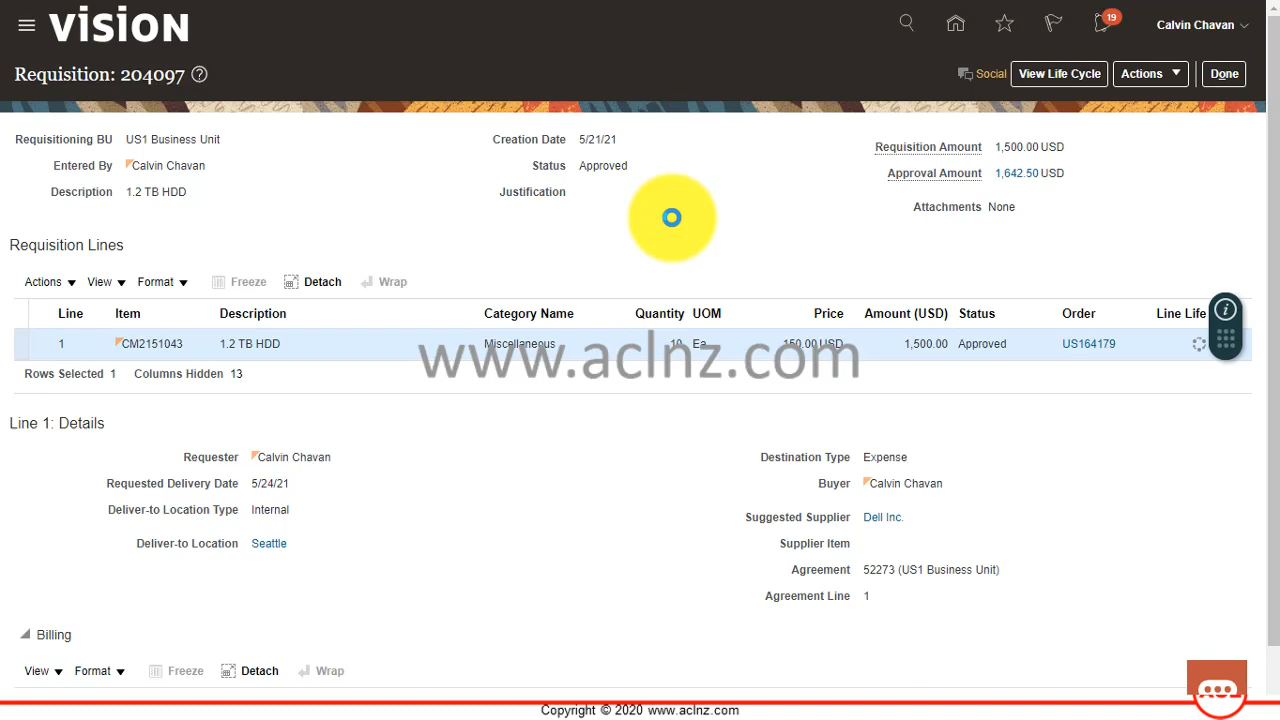 VISION
19
Calvin Chavan
Requisition: 204097
Social
View Life Cycle
Actions
Done
Requisitioning BU US1 Business Unit
Entered By Calvin Chavan
Description 1.2 TB HDD
Creation Date 5/21/21
Status Approved
Justification
Requisition Amount 1,500.00 USD
Approval Amount 1,642.50 USD
Attachments None
Requisition Lines
Actions View Format Freeze Detach Wrap
Line Item Description Category Name Quantity UOM Price Amount (USD) Status Order Line Life
1 CM2151043 1.2 TB HDD Miscellaneous 10 Ea 150.00 USD 1,500.00 Approved US164179
www.aclnz.com
Rows Selected 1 Columns Hidden 13
Line 1: Details
Requester Calvin Chavan
Requested Delivery Date 5/24/21
Deliver-to Location Type Internal
Deliver-to Location Seattle
Destination Type Expense
Buyer Calvin Chavan
Suggested Supplier Dell Inc.
Supplier Item
Agreement 52273 (US1 Business Unit)
Agreement Line 1
Billing
View Format Freeze Detach Wrap
Copyright © 2020 www.aclnz.com